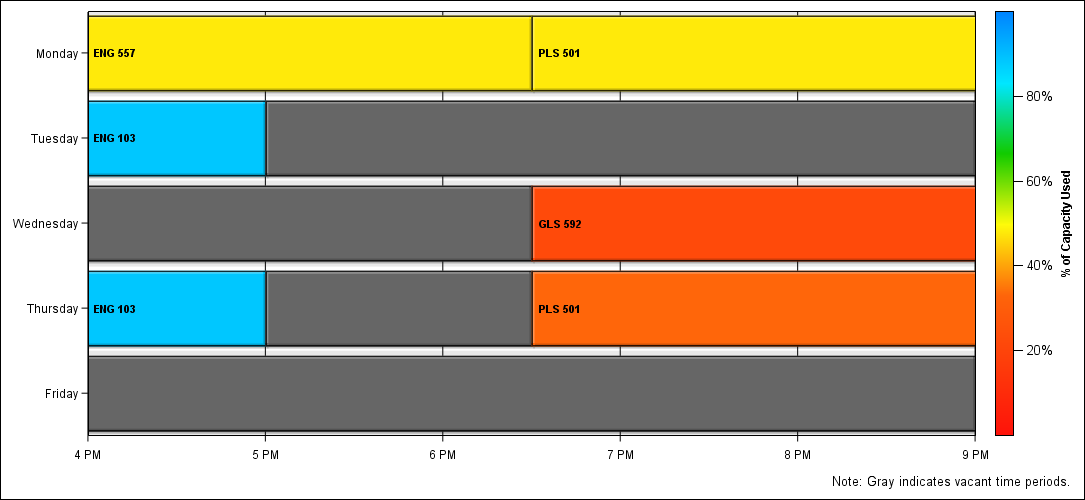 Monday
ENG 557
PLS 501
Tuesday
ENG 103
Wednesday
GLS 592
Thursday
ENG 103
PLS 501
Friday
4 PM
5 PM
6 PM
7 PM
8 PM
9 PM
80%
60%
40%
20%
% of Capacity Used
Note: Gray indicates vacant time periods.